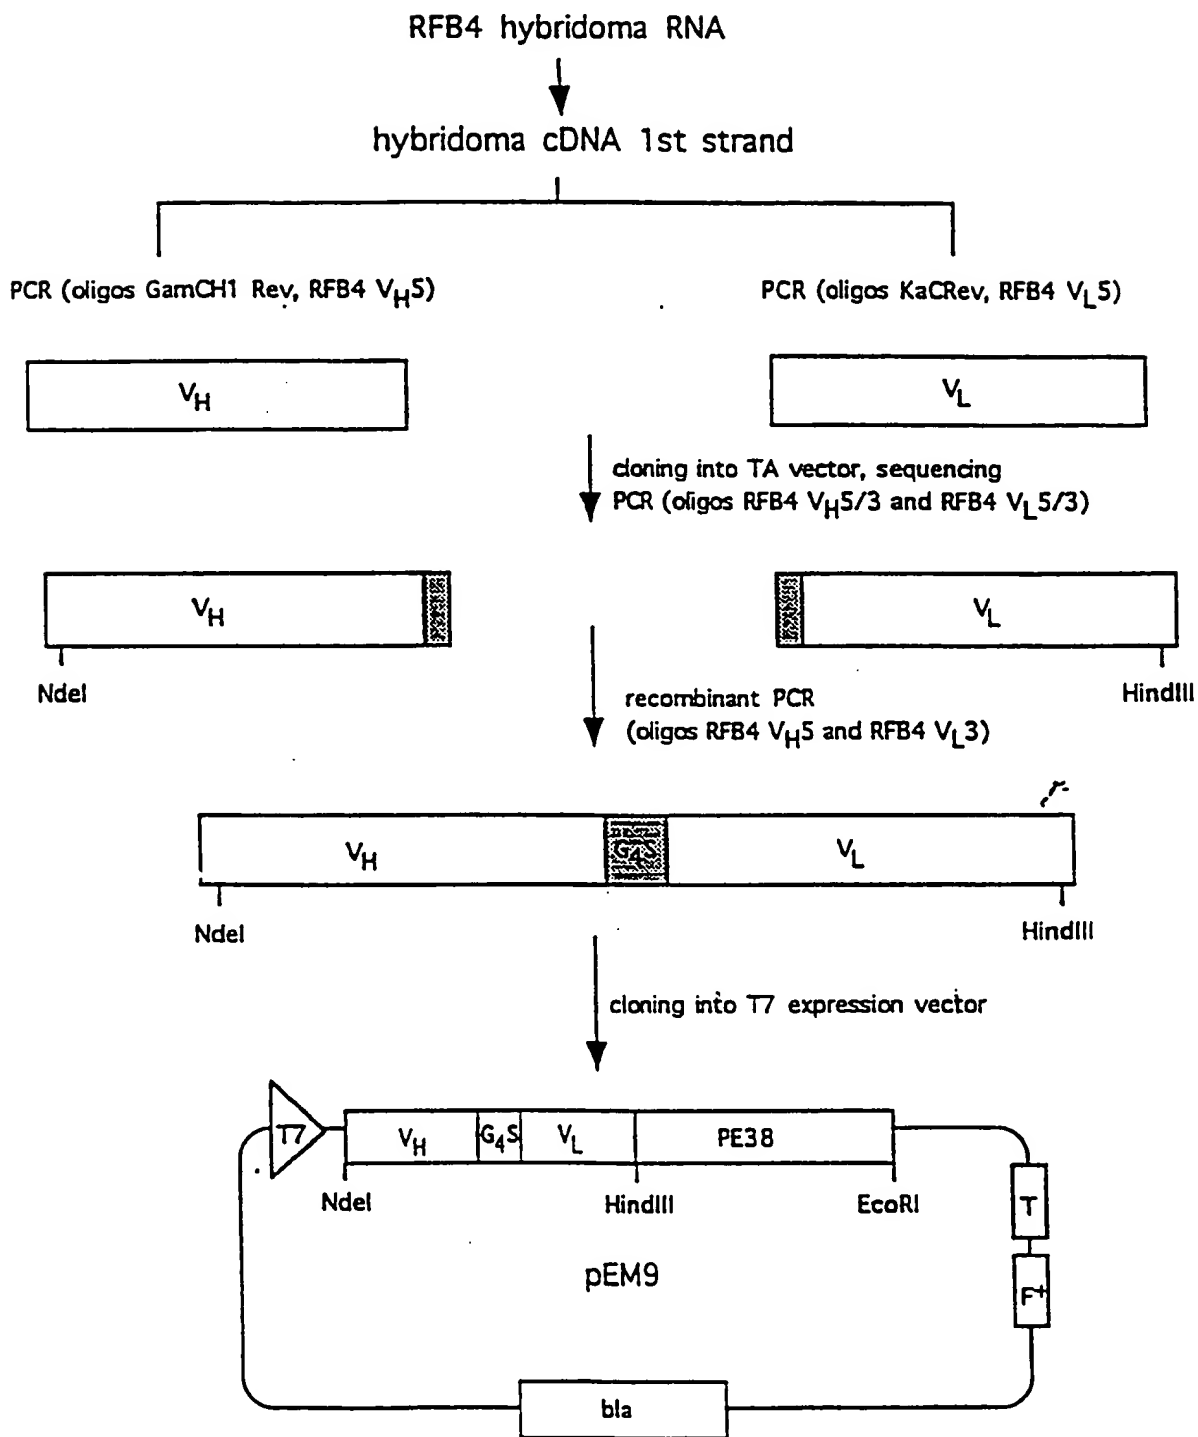 RFB4 hybridoma RNA
hybridoma cDNA 1st strand
PCR (oligos GamCH1 Rev, RFB4 VH5)
PCR (oligos KaCRev, RFB4 VL5)
VH
VL
cloning into TA vector, sequencing
PCR (oligos RFB4 VH5/3 and RFB4 VL5/3)
VH
VL
NdeI
HindIII
recombinant PCR
(oligos RFB4 VH5 and RFB4 VL3)
VH
G4S
VL
NdeI
HindIII
cloning into T7 expression vector
T7
VH
G4S
VL
PE38
NdeI
HindIII
EcoRI
T
F+
pEM9
bla